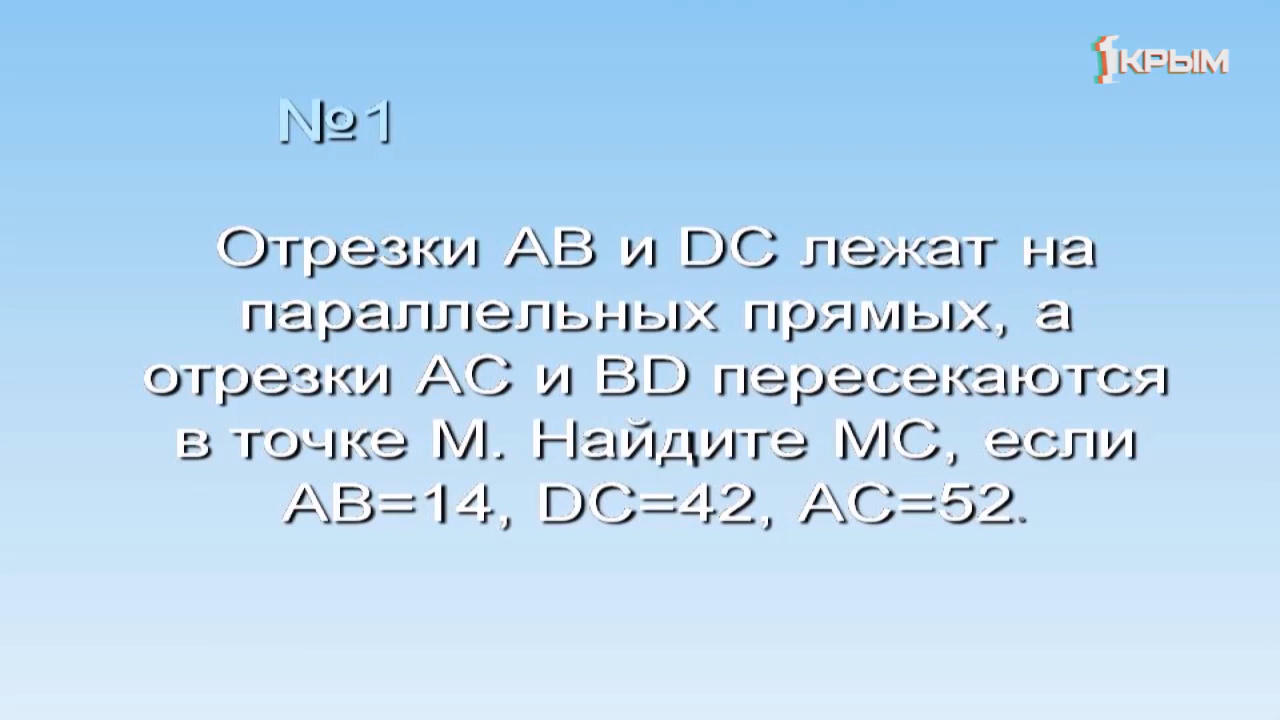 1КРЫМ
№1
Отрезки AB и DC лежат на
параллельных прямых, а
отрезки AC и BD пересекаются
в точке M. Найдите MC, если
AB=14, DC=42, AC=52.